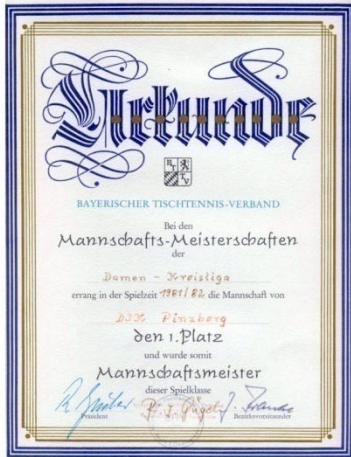 Urkunde
BTTV
BAYERISCHER TISCHTENNIS-VERBAND
Bei den
Mannschafts-Meisterschaften
der
Damen - Kreisliga
errang in der Spielzeit 1981/82 die Mannschaft von
DJK Pinzberg
den 1. Platz
und wurde somit
Mannschaftsmeister
dieser Spielklasse
Präsident Bezirksvorsitzender